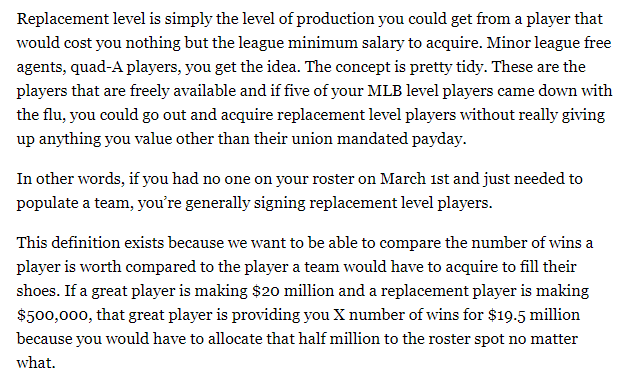 Replacement level is simply the level of production you could get from a player that
would cost you nothing but the league minimum salary to acquire. Minor league free
agents, quad-A players, you get the idea. The concept is pretty tidy. These are the
players that are freely available and if five of your MLB level players came down with
the flu, you could go out and acquire replacement level players without really giving
up anything you value other than their union mandated payday.
In other words, if you had no one on your roster on March 1st and just needed to
populate a team, you're generally signing replacement level players.
This definition exists because we want to be able to compare the number of wins a
player is worth compared to the player a team would have to acquire to fill their
shoes. If a great player is making $20 million and a replacement player is making
$500,000, that great player is providing you X number of wins for $19.5 million
because you would have to allocate that half million to the roster spot no matter
what.